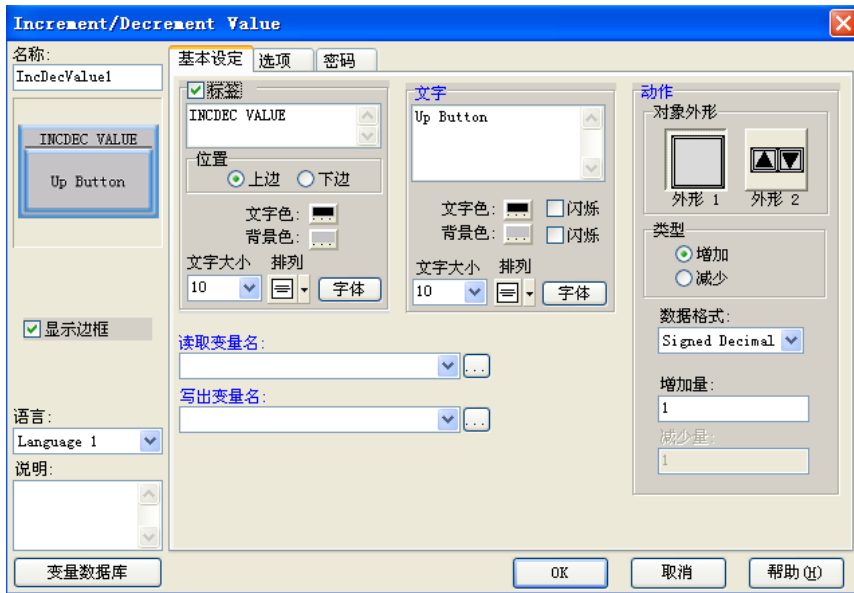 Increment/Decrement Value
名称:
IncDecValue1
INCDEC VALUE
Up Button
显示边框
语言:
Language 1
说明:
变量数据库
基本设定
选项
密码
标签
INCDEC VALUE
位置
上边
下边
文字色:
...
背景色:
...
文字大小
排列
10
字体
文字
Up Button
文字色:
...
闪烁
背景色:
...
闪烁
文字大小
排列
10
字体
读取变量名:
...
写出变量名:
...
动作
对象外形
外形 1
外形 2
类型
增加
减少
数据格式:
Signed Decimal
增加量:
1
减少量:
1
OK
取消
帮助(H)